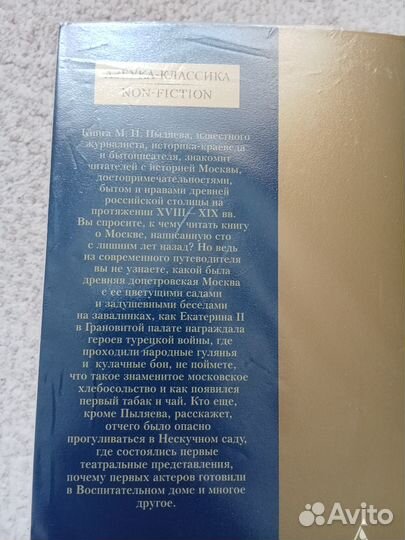 АЗБУКА-КЛАССИКА
NON-FICTION
Книга М. И. Пыляева, известного
журналиста, историка-краеведа
и бытописателя, знакомит
читателей с историей Москвы,
достопримечательностями,
бытом и нравами древней
российской столицы на
протяжении XVIII—XIX вв.
Вы спросите, к чему читать книгу
о Москве, написанную сто
с лишним лет назад? Но ведь
из современного путеводителя
вы не узнаете, какой была
древняя допетровская Москва
с ее цветущими садами
и задушевными беседами
на завалинках, как Екатерина II
в Грановитой палате награждала
героев турецкой войны, где
проходили народные гулянья
и кулачные бои, не поймете,
что такое знаменитое московское
хлебосольство и как появился
первый табак и чай. Кто еще,
кроме Пыляева, расскажет,
отчего было опасно
прогуливаться в Нескучном саду,
где состоялись первые
театральные представления,
почему первых актеров готовили
в Воспитательном доме и многое
другое.
Avito